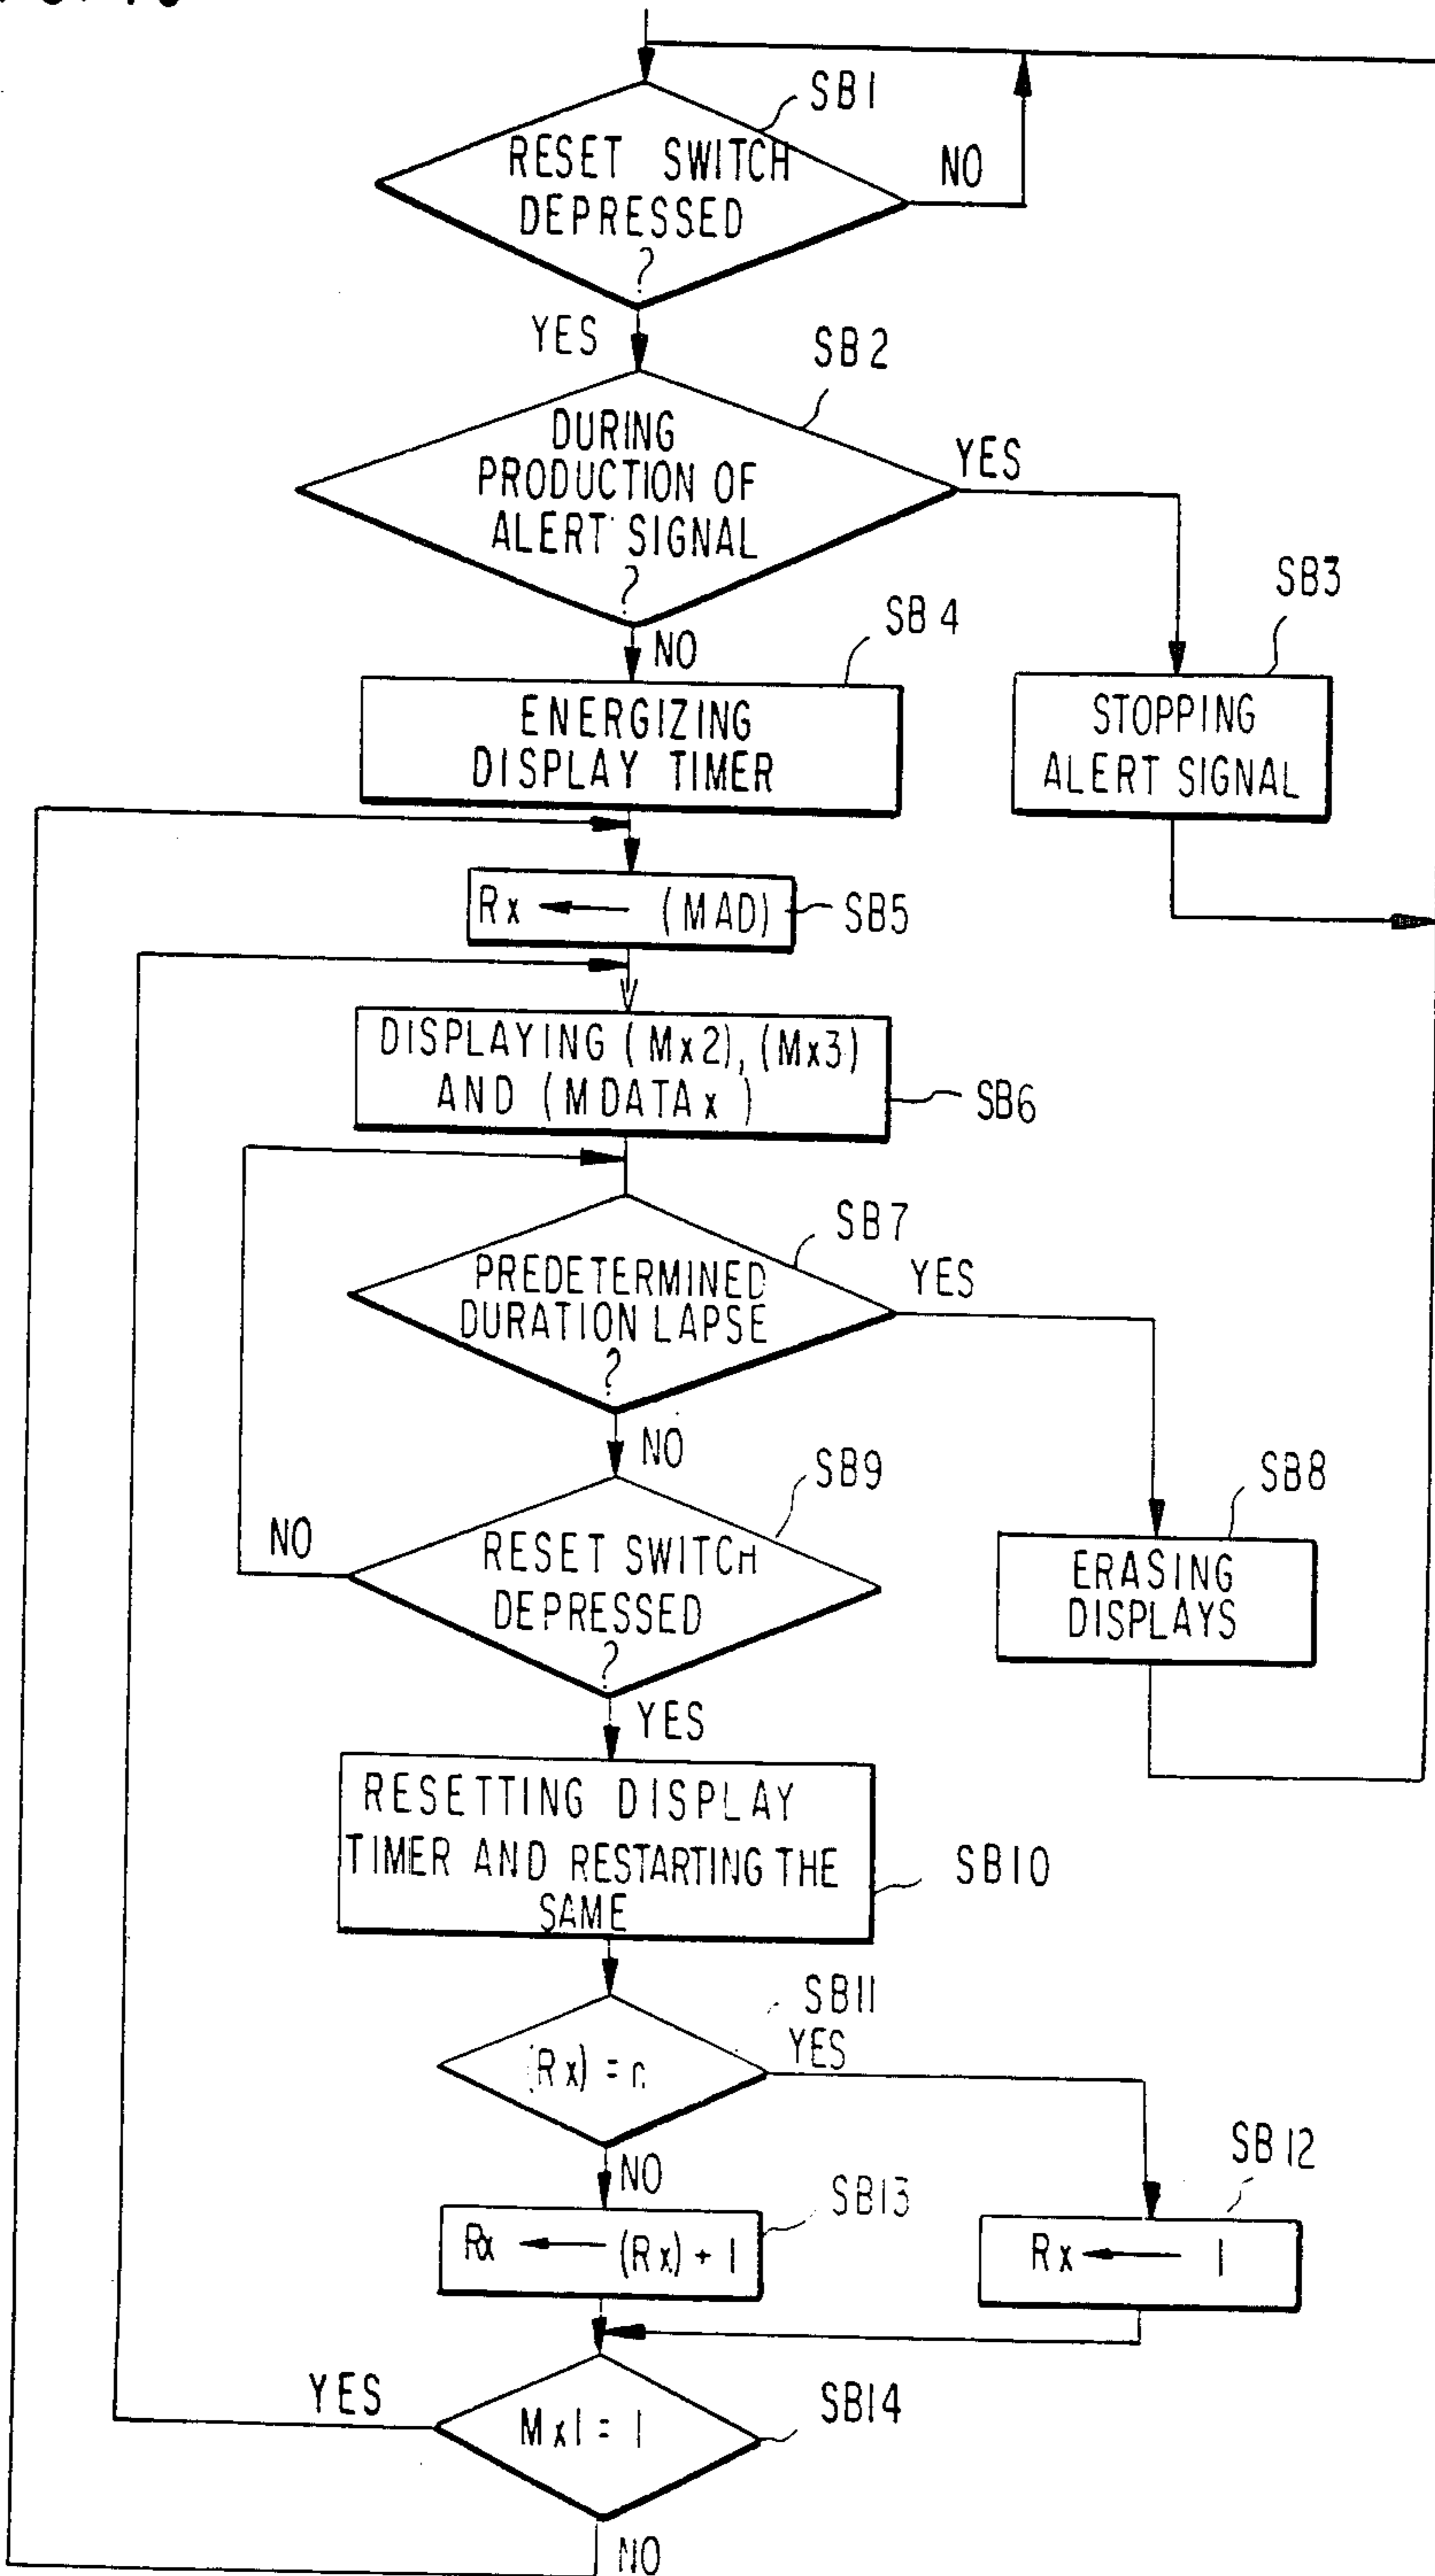 SB1
RESET SWITCH
DEPRESSED
?
NO
YES
SB2
DURING
PRODUCTION OF
ALERT SIGNAL
?
YES
NO
SB3
STOPPING
ALERT SIGNAL
SB4
ENERGIZING
DISPLAY TIMER
Rx ← (MAD)
SB5
DISPLAYING (Mx2), (Mx3)
AND (MDATAx)
SB6
SB7
PREDETERMINED
DURATION LAPSE
?
YES
NO
SB8
ERASING
DISPLAYS
SB9
RESET SWITCH
DEPRESSED
?
NO
YES
RESETTING DISPLAY
TIMER AND RESTARTING THE
SAME
SB10
SB11
(Rx) = n
YES
NO
SB12
Rx ← 1
SB13
Rx ← (Rx) + 1
SB14
Mx1 = 1
YES
NO